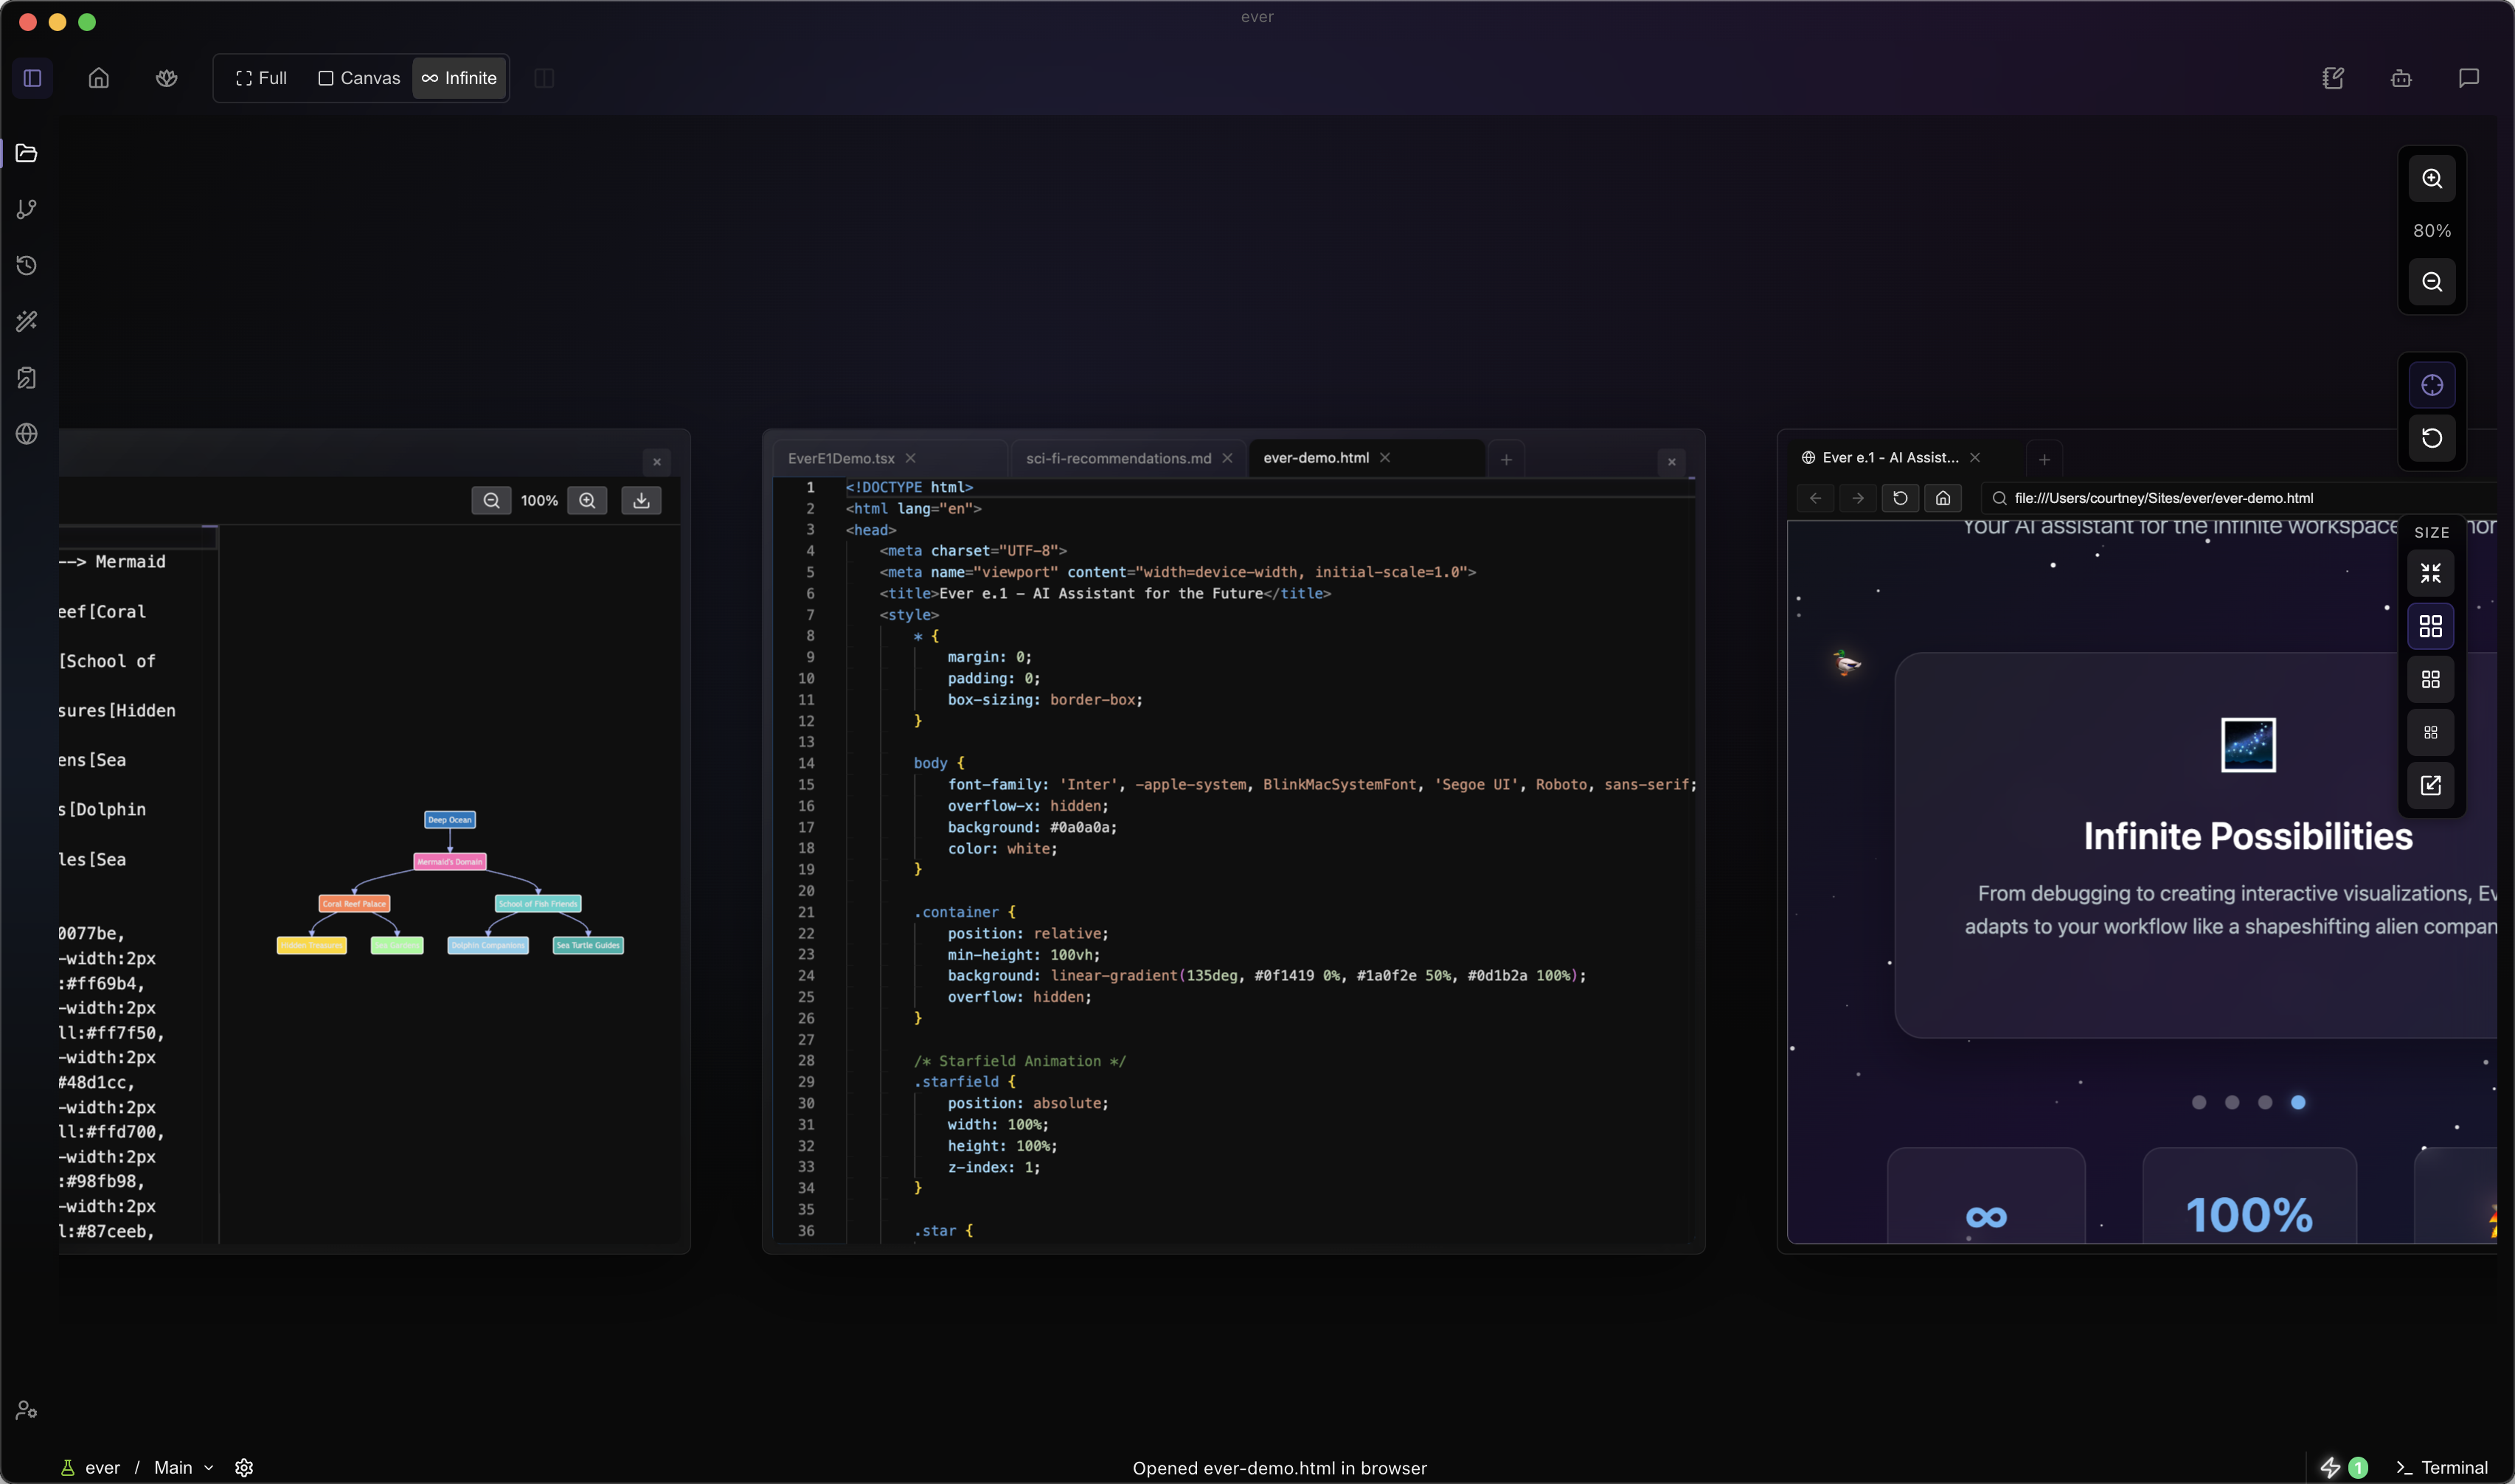 ever
Full
Canvas
Infinite
80%
SIZE
100%
--> Mermaid
eef[Coral
[School of
sures[Hidden
ens[Sea
s[Dolphin
les[Sea
0077be,
-width:2px
:#ff69b4,
-width:2px
ll:#ff7f50,
-width:2px
#48d1cc,
-width:2px
ll:#ffd700,
-width:2px
:#98fb98,
-width:2px
l:#87ceeb,
Deep Ocean
Mermaid's Domain
Coral Reef Palace
School of Fish Friends
Hidden Treasures
Dolphin Companions
Sea Turtle Guides
EverE1Demo.tsx
sci-fi-recommendations.md
ever-demo.html
1 <!DOCTYPE html>
2 <html lang="en">
3 <head>
4 <meta charset="UTF-8">
5 <meta name="viewport" content="width=device-width, initial-scale=1.0">
6 <title>Ever e.1 - AI Assistant for the Future</title>
7 <style>
8 * {
9 margin: 0;
10 padding: 0;
11 box-sizing: border-box;
12 }
13
14 body {
15 font-family: 'Inter', -apple-system, BlinkMacSystemFont, 'Segoe UI', Roboto, sans-serif;
16 overflow-x: hidden;
17 background: #0a0a0a;
18 color: white;
19 }
20
21 .container {
22 position: relative;
23 min-height: 100vh;
24 background: linear-gradient(135deg, #0f1419 0%, #1a0f2e 50%, #0d1b2a 100%);
25 overflow: hidden;
26 }
27
28 /* Starfield Animation */
29 .starfield {
30 position: absolute;
31 width: 100%;
32 height: 100%;
33 z-index: 1;
34 }
35
36 .star {
Ever e.1 - AI Assist...
file:///Users/courtney/Sites/ever/ever-demo.html
Your AI assistant for the infinite workspace
Infinite Possibilities
From debugging to creating interactive visualizations, Ev
adapts to your workflow like a shapeshifting alien compan
∞
100%
ever / Main
Opened ever-demo.html in browser
1
Terminal